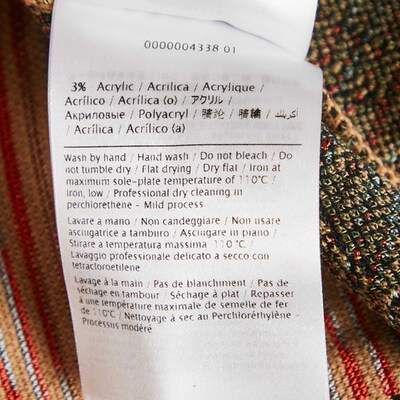 0000004338 01
3% Acrylic / Acrilica / Acrylique /
Acrílico / Acrílica (o) / アクリル /
Акриловые / Polyacryl / 晴纶 / 晴綸 / أكريلك
/ Acrílica / Acrílico (a)
Wash by hand / Hand wash / Do not bleach / Do
not tumble dry / Flat drying / Dry flat / Iron at
maximum sole-plate temperature of 110°C /
Iron, low / Professional dry cleaning in
perchlorethene - Mild process
Lavare a mano / Non candeggiare / Non usare
asciugatrice a tamburo / Asciugare in piano /
Stirare a temperatura massima 110°C /
Lavaggio professionale delicato a secco con
tetracloroetilene
Lavage à la main / Pas de blanchiment / Pas de
séchage en tambour / Séchage à plat / Repasser
à une température maximale de semelle de fer
de 110°C / Nettoyage à sec au Perchloréthylène -
Processus modéré